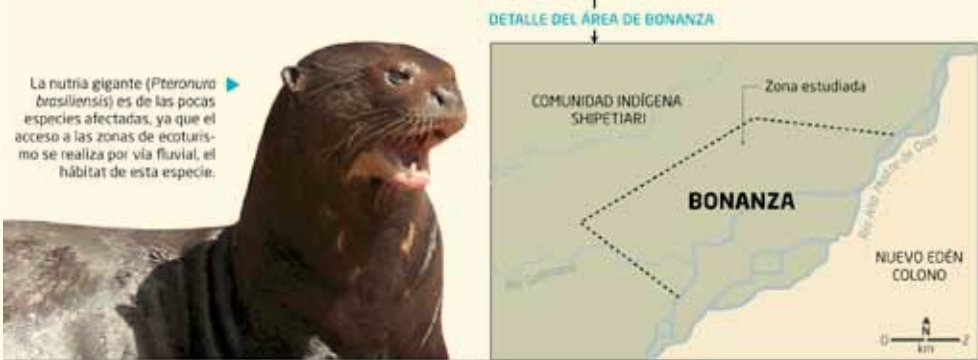 DETALLE DEL ÁREA DE BONANZA
La nutria gigante (Pteronura
brasiliensis) es de las pocas
especies afectadas, ya que el
acceso a las zonas de ecoturis-
mo se realiza por vía fluvial, el
hábitat de esta especie.
COMUNIDAD INDÍGENA
SHIPETIARI
Zona estudiada
BONANZA
Río Alto Madre de Dios
NUEVO EDÉN
COLONO
N
0 2
km